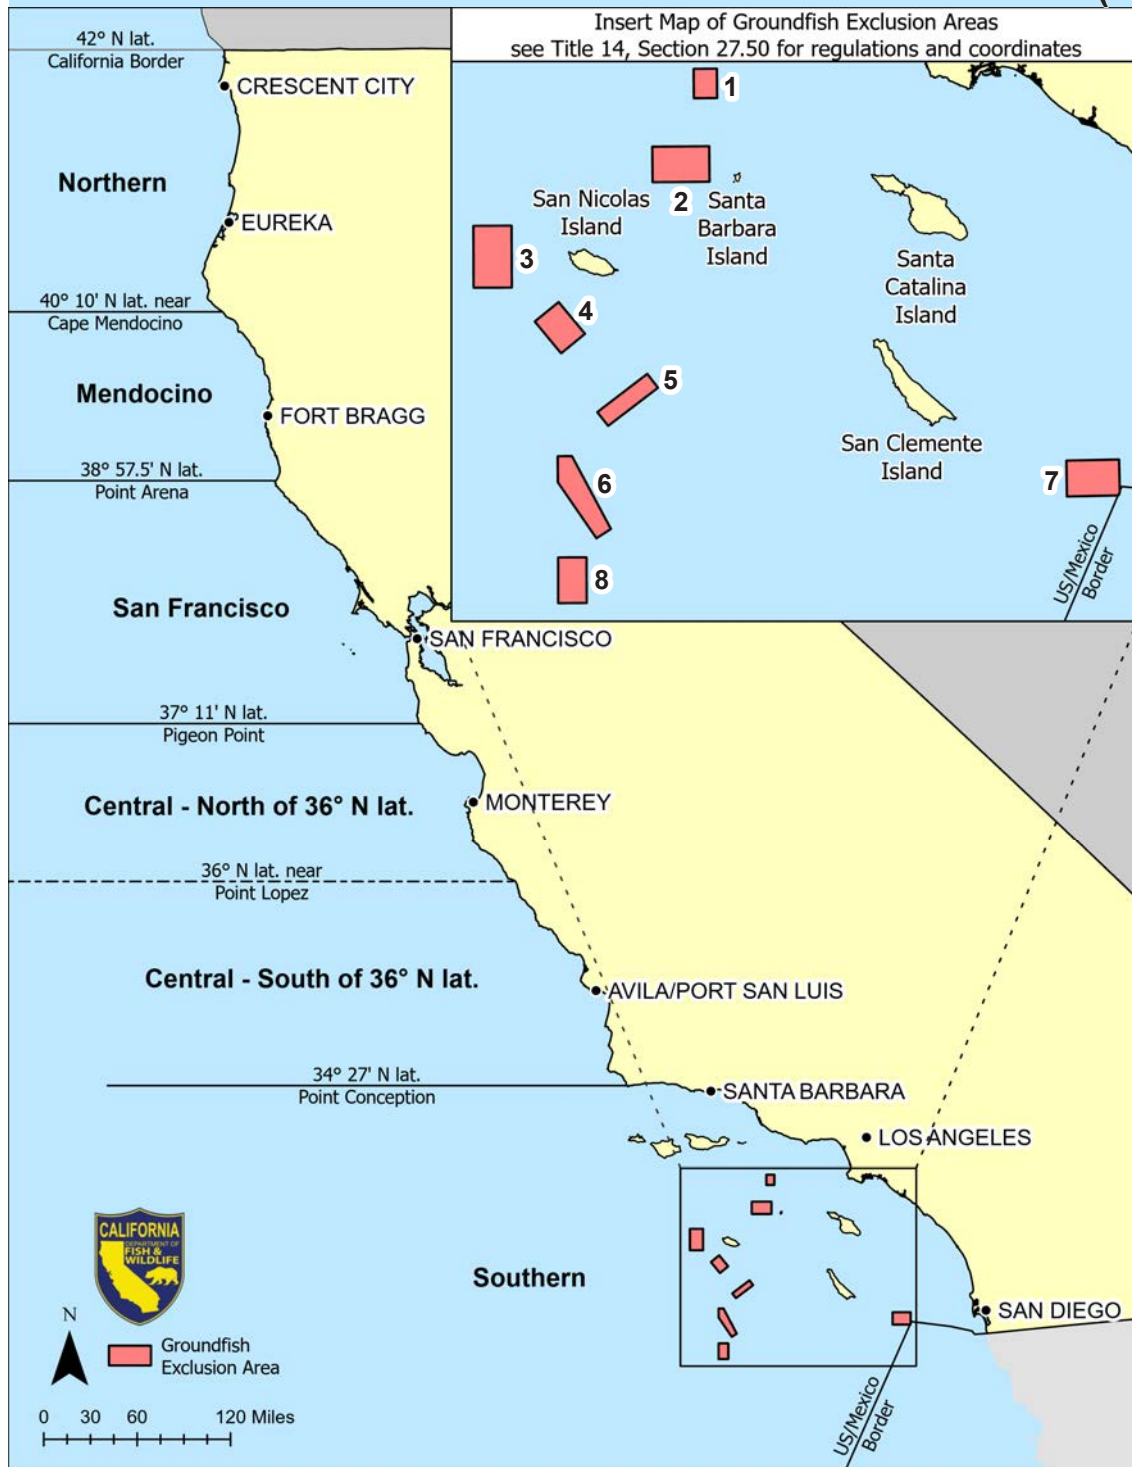 Insert Map of Groundfish Exclusion Areas
see Title 14, Section 27.50 for regulations and coordinates
42° N lat.
California Border
CRESCENT CITY
Northern
EUREKA
40° 10' N lat. near
Cape Mendocino
Mendocino
FORT BRAGG
38° 57.5' N lat.
Point Arena
San Francisco
SAN FRANCISCO
37° 11' N lat.
Pigeon Point
Central - North of 36° N lat.
MONTEREY
36° N lat. near
Point Lopez
Central - South of 36° N lat.
AVILA/PORT SAN LUIS
34° 27' N lat.
Point Conception
SANTA BARBARA
LOS ANGELES
Southern
SAN DIEGO
US/Mexico
Border
1
2
San Nicolas
Island
Santa
Barbara
Island
3
4
5
6
7
8
Santa
Catalina
Island
San Clemente
Island
US/Mexico
Border
CALIFORNIA
DEPARTMENT OF
FISH &
WILDLIFE
N
Groundfish
Exclusion Area
0 30 60 120 Miles